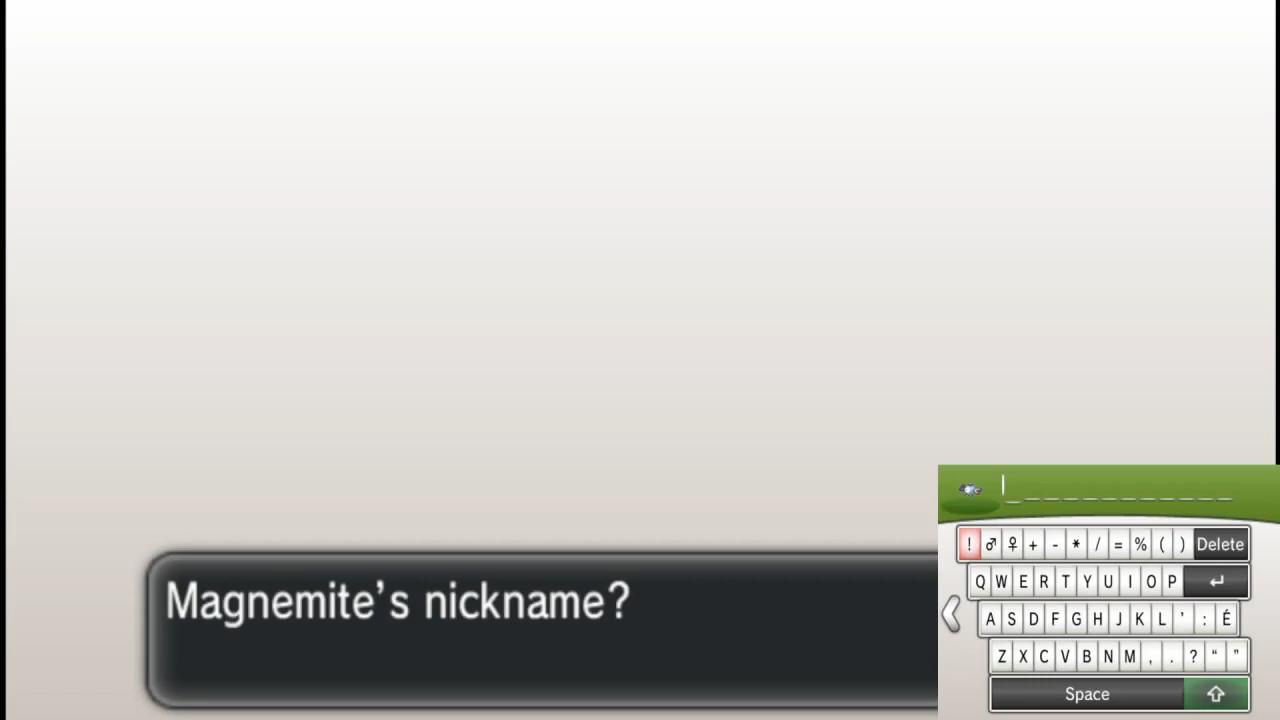 Magnemite's nickname?
! ♂ ♀ + - * / = % ( ) Delete
Q W E R T Y U I O P ↵
A S D F G H J K L ' : É
Z X C V B N M , . ? “ ”
Space